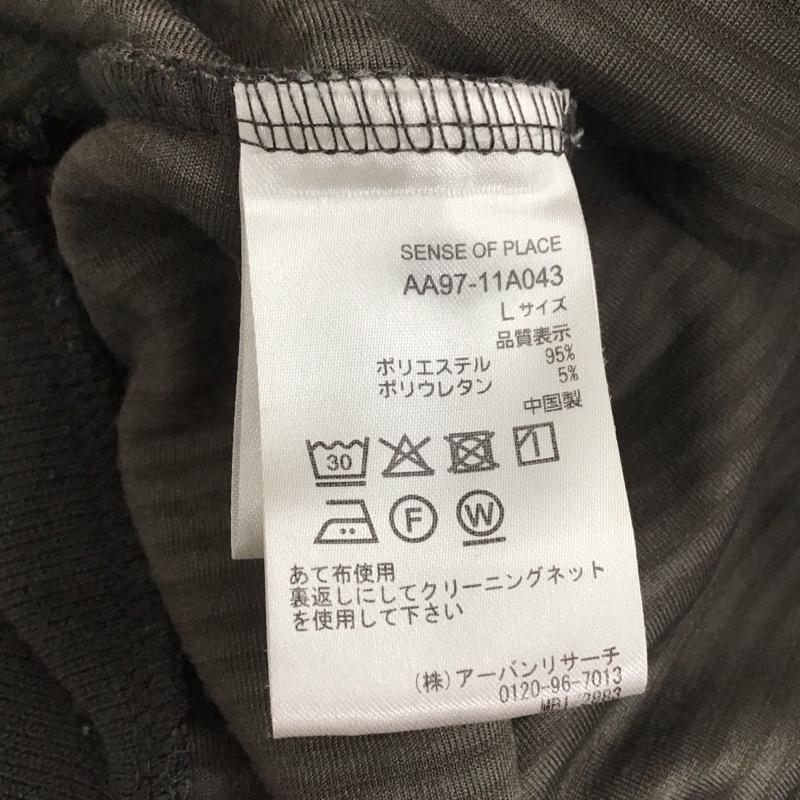 SENSE OF PLACE
AA97-11A043
Lサイズ
品質表示
ポリエステル 95%
ポリウレタン 5%
中国製
30
F W
あて布使用
裏返しにしてクリーニングネット
を使用して下さい
(株)アーバンリサーチ
0120-96-7013